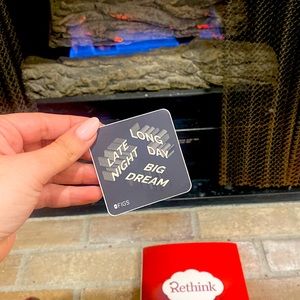 LONG
DAY
LATE
NIGHT
BIG
DREAM
FIGS
Rethink